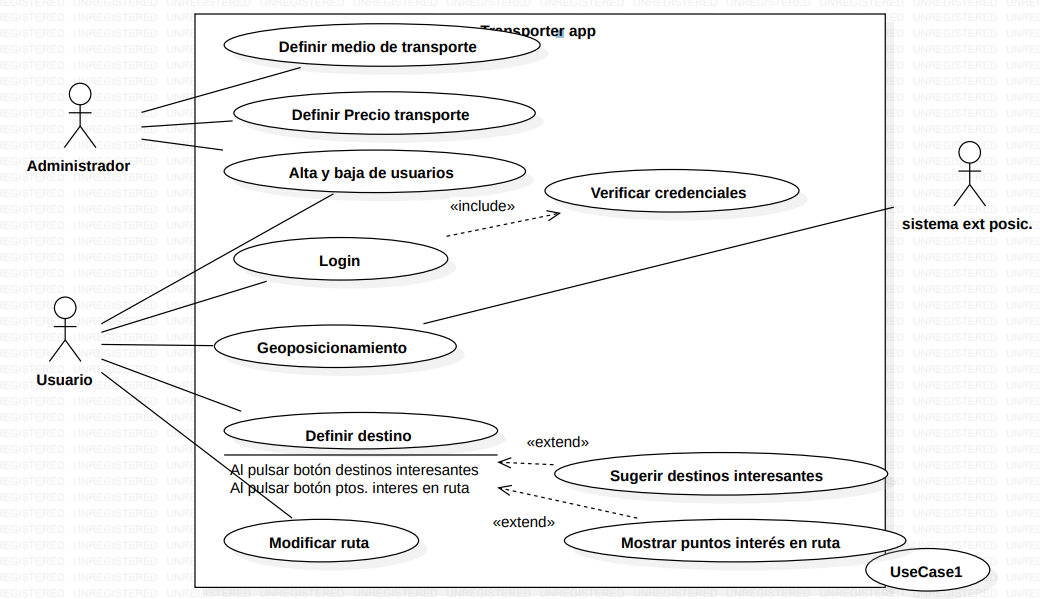 Transporter app
Definir medio de transporte
Definir Precio transporte
Administrador
Alta y baja de usuarios
Verificar credenciales
«include»
sistema ext posic.
Login
Geoposicionamiento
Usuario
Definir destino
«extend»
Al pulsar botón destinos interesantes
Sugerir destinos interesantes
Al pulsar botón ptos. interes en ruta
«extend»
Modificar ruta
Mostrar puntos interés en ruta
UseCase1
UNREGISTERED